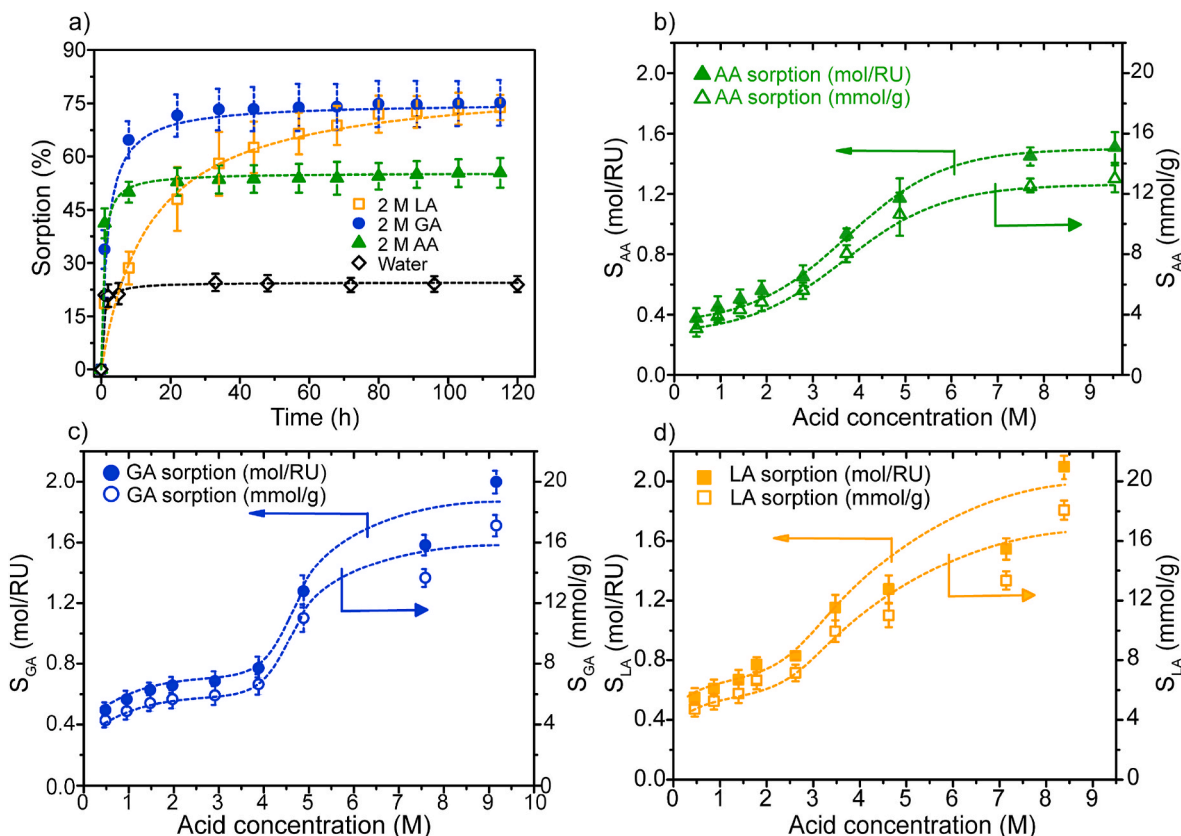 a)
90
75
60
45
30
15
0
Sorption (%)
2 M LA
2 M GA
2 M AA
Water
0 20 40 60 80 100 120
Time (h)
b)
2.0
1.6
1.2
0.8
0.4
0.0
S_AA (mol/RU)
AA sorption (mol/RU)
AA sorption (mmol/g)
20
16
12
8
4
0
S_AA (mmol/g)
0 1 2 3 4 5 6 7 8 9
Acid concentration (M)
c)
2.0
1.6
1.2
0.8
0.4
0.0
S_GA (mol/RU)
GA sorption (mol/RU)
GA sorption (mmol/g)
20
16
12
8
4
0
S_GA (mmol/g)
0 1 2 3 4 5 6 7 8 9 10
Acid concentration (M)
d)
2.0
1.6
1.2
0.8
0.4
0.0
S_LA (mol/RU)
LA sorption (mol/RU)
LA sorption (mmol/g)
20
16
12
8
4
0
S_LA (mmol/g)
0 1 2 3 4 5 6 7 8 9
Acid concentration (M)